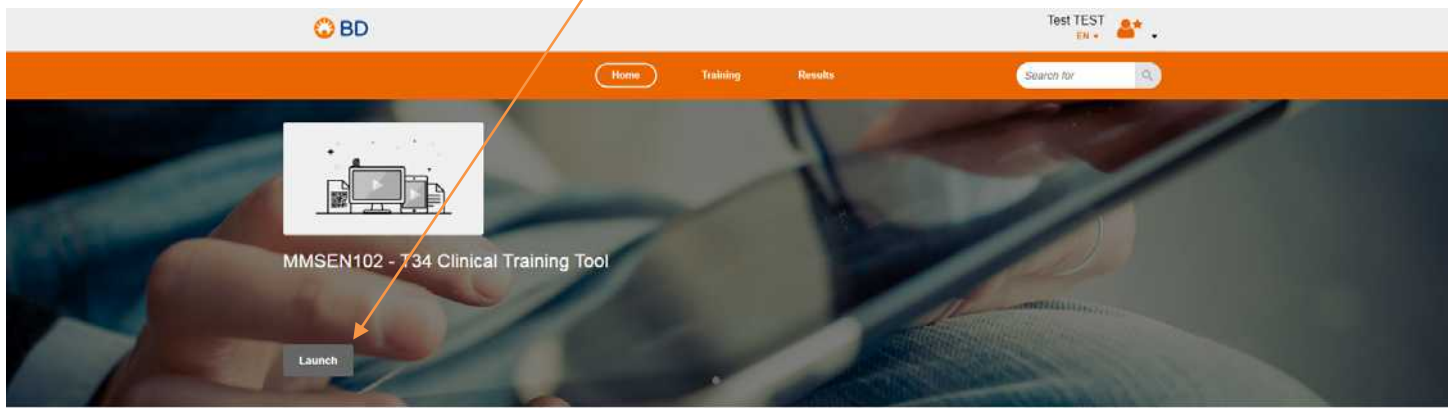 BD
Test TEST
EN
Home
Training
Results
Search for
MMSEN102 - T34 Clinical Training Tool
Launch